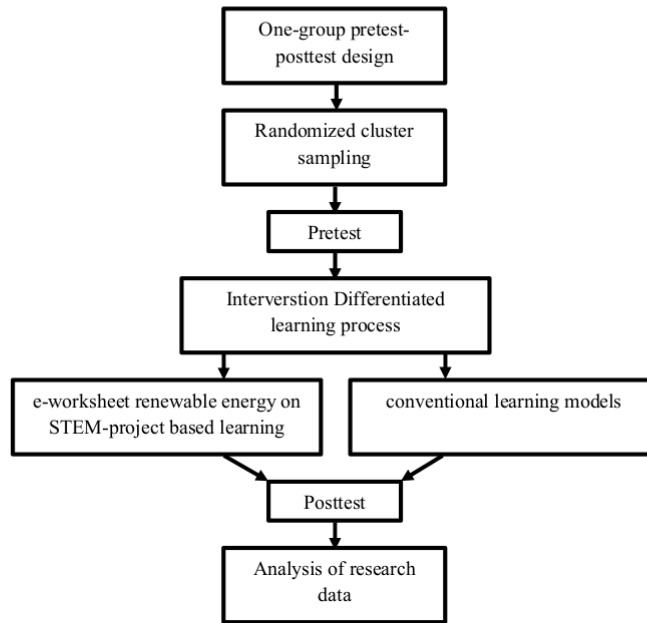 One-group pretest-
posttest design
Randomized cluster
sampling
Pretest
Interverstion Differentiated
learning process
e-worksheet renewable energy on
STEM-project based learning
conventional learning models
Posttest
Analysis of research
data